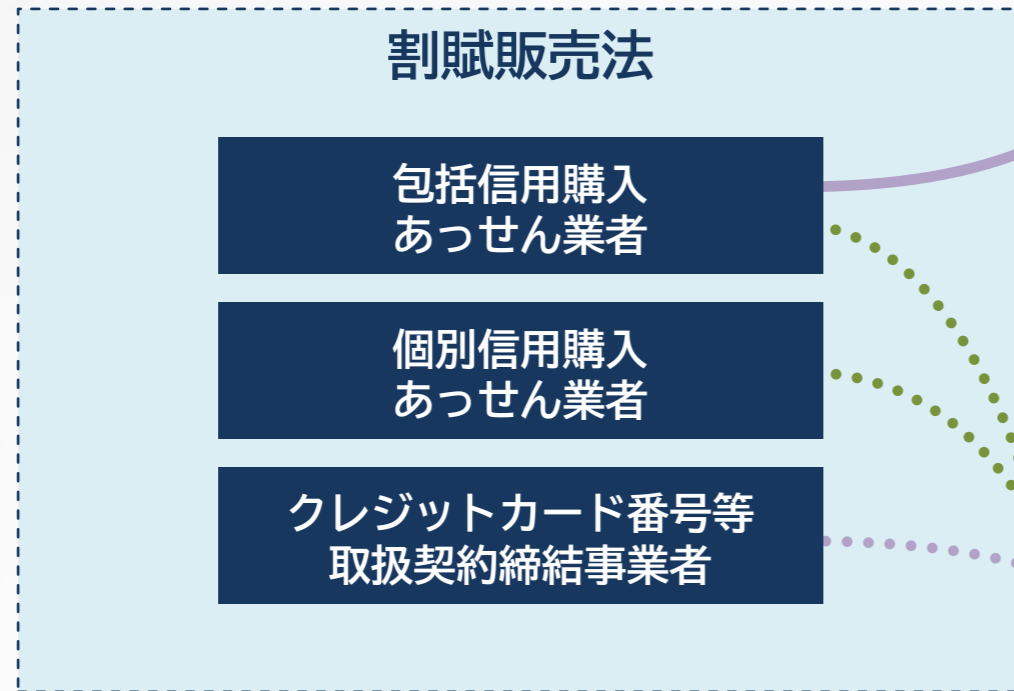 割賦販売法
包括信用購入
あっせん業者
個別信用購入
あっせん業者
クレジットカード番号等
取扱契約締結事業者